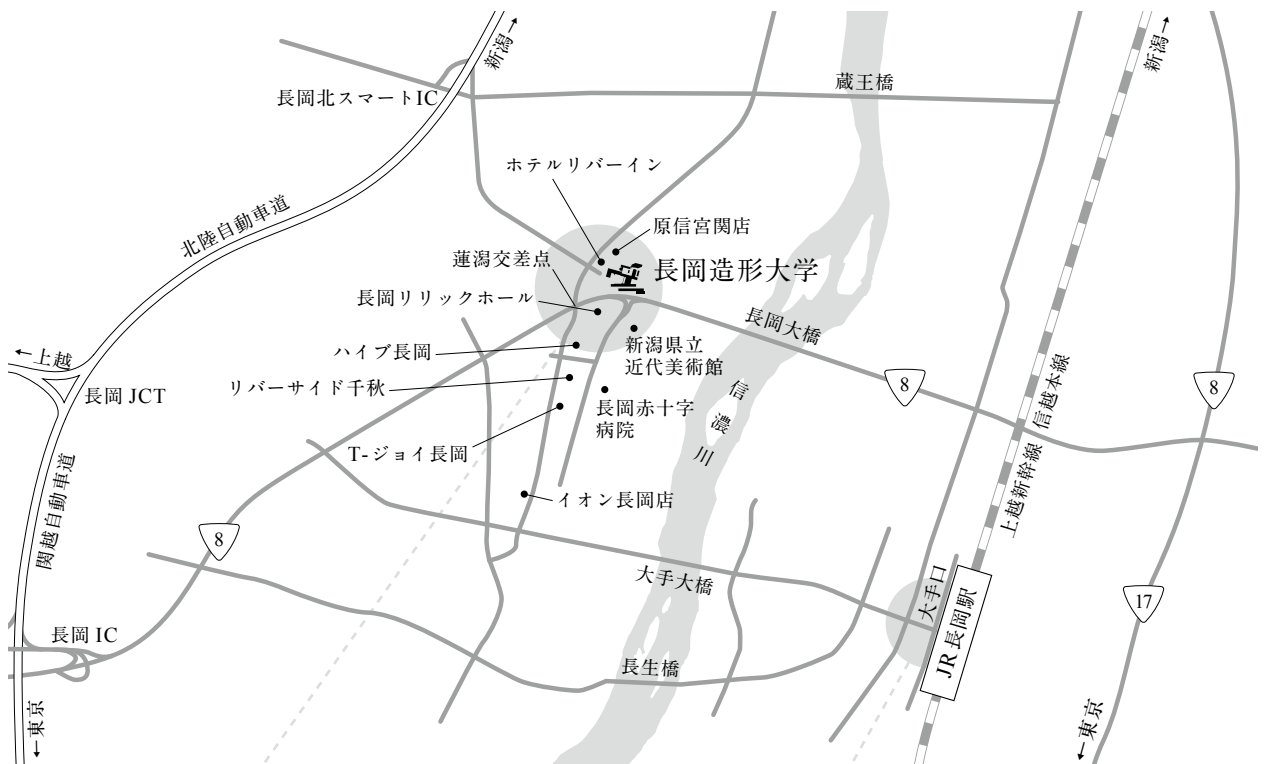 新潟→
新潟→
長岡北スマートIC
蔵王橋
ホテルリバーイン
北陸自動車道
原信宮関店
蓮潟交差点
長岡造形大学
長岡リリックホール
長岡大橋
ハイブ長岡
新潟県立
近代美術館
←上越
長岡 JCT
リバーサイド千秋
8
8
信濃川
長岡赤十字
病院
信越本線
上越新幹線
T-ジョイ長岡
イオン長岡店
関越自動車道
8
大手大橋
大手口
17
長岡 IC
JR長岡駅
長生橋
←東京
←東京